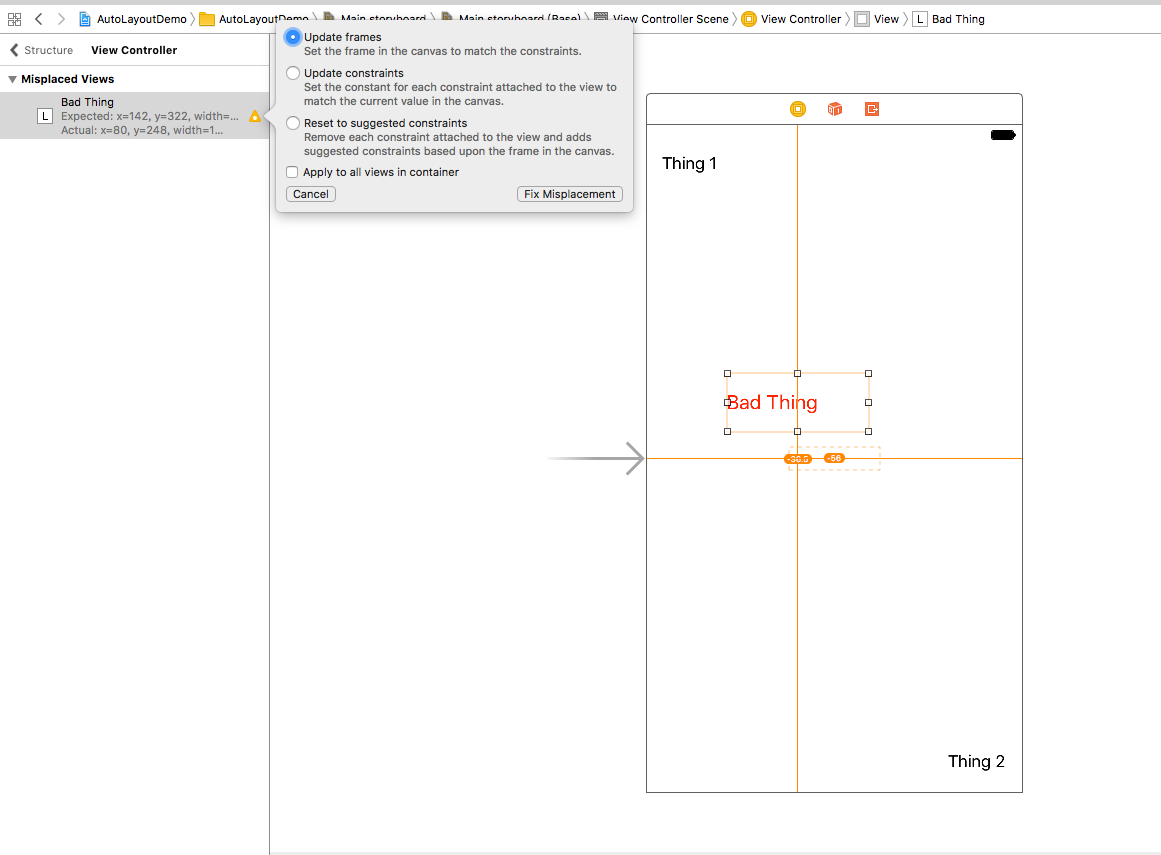 AutoLayoutDemo AutoLayoutDemo Main.storyboard Main.storyboard (Base) View Controller Scene View Controller View L Bad Thing
Structure View Controller
Misplaced Views
L Bad Thing
Expected: x=142, y=322, width=...
Actual: x=80, y=248, width=1...
Update frames
Set the frame in the canvas to match the constraints.
Update constraints
Set the constant for each constraint attached to the view to
match the current value in the canvas.
Reset to suggested constraints
Remove each constraint attached to the view and adds
suggested constraints based upon the frame in the canvas.
Apply to all views in container
Cancel Fix Misplacement
Thing 1
Bad Thing
-56
Thing 2